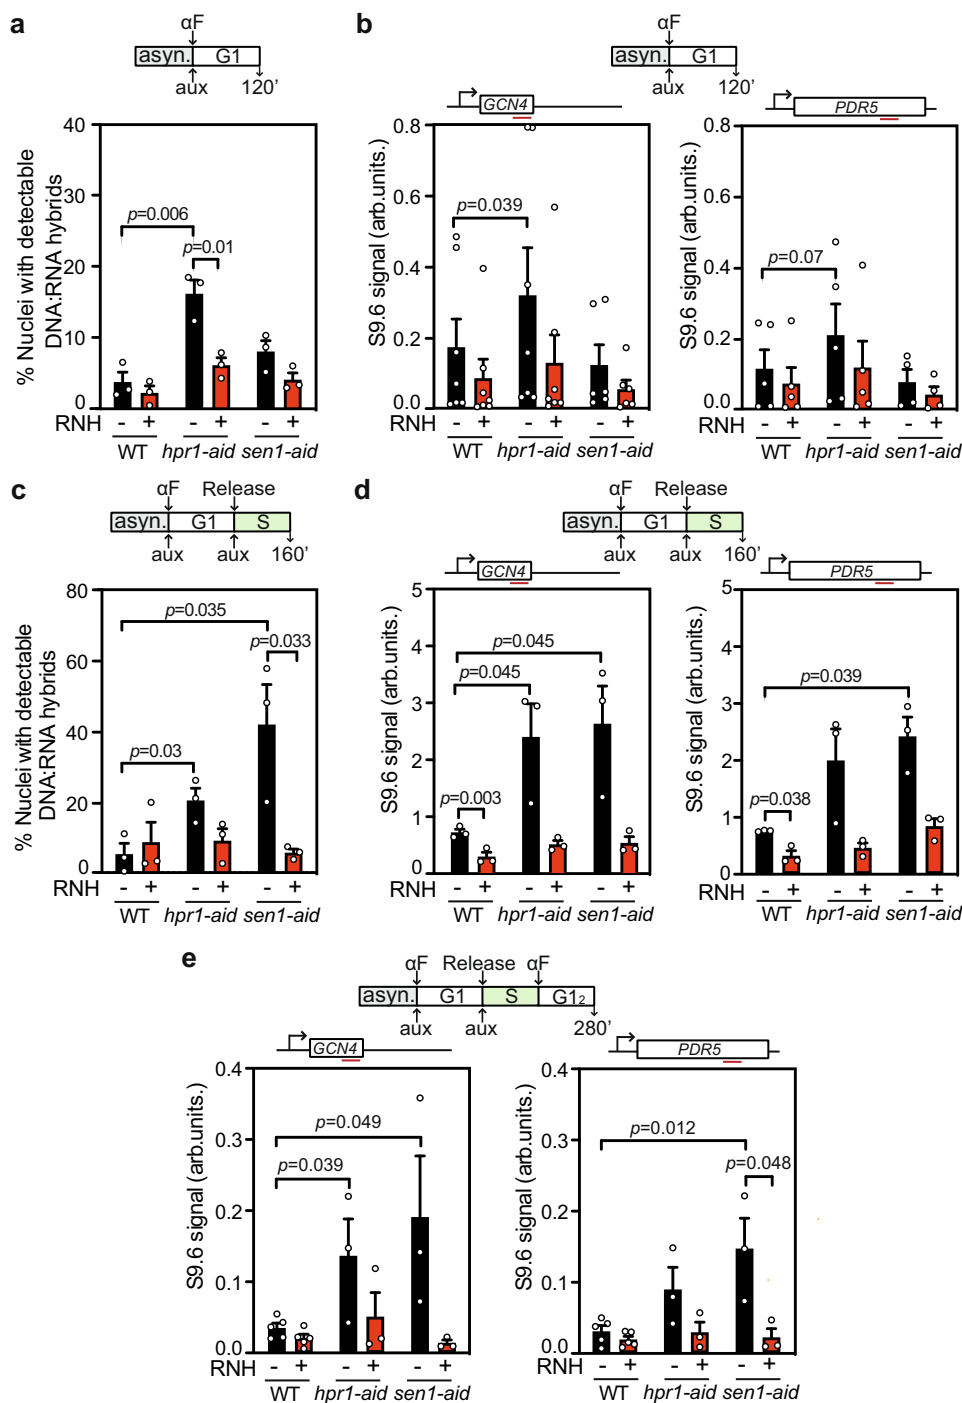 a
αF
asyn.
G1
aux
120'
% Nuclei with detectable
DNA:RNA hybrids
40
30
20
10
0
p=0.006
p=0.01
RNH
- + - + - +
WT hpr1-aid sen1-aid
b
αF
asyn.
G1
aux
120'
GCN4
S9.6 signal (arb.units.)
0.8
0.6
0.4
0.2
0.0
p=0.039
RNH
- + - + - +
WT hpr1-aid sen1-aid
PDR5
S9.6 signal (arb.units.)
0.8
0.6
0.4
0.2
0.0
p=0.07
- + - + - +
WT hpr1-aid sen1-aid
c
αF Release
asyn. G1 S
aux aux 160'
% Nuclei with detectable
DNA:RNA hybrids
80
60
40
20
0
p=0.035
p=0.033
p=0.03
RNH
- + - + - +
WT hpr1-aid sen1-aid
d
αF Release
asyn. G1 S
aux aux 160'
GCN4
S9.6 signal (arb.units.)
5
4
3
2
1
0
p=0.045
p=0.045
p=0.003
RNH
- + - + - +
WT hpr1-aid sen1-aid
PDR5
S9.6 signal (arb.units.)
5
4
3
2
1
0
p=0.039
p=0.038
RNH
- + - + - +
WT hpr1-aid sen1-aid
e
αF Release αF
asyn. G1 S G1₂
aux aux 280'
GCN4
S9.6 signal (arb.units.)
0.4
0.3
0.2
0.1
0.0
p=0.049
p=0.039
RNH
- + - + - +
WT hpr1-aid sen1-aid
PDR5
S9.6 signal (arb.units.)
0.4
0.3
0.2
0.1
0.0
p=0.012
p=0.048
RNH
- + - + - +
WT hpr1-aid sen1-aid